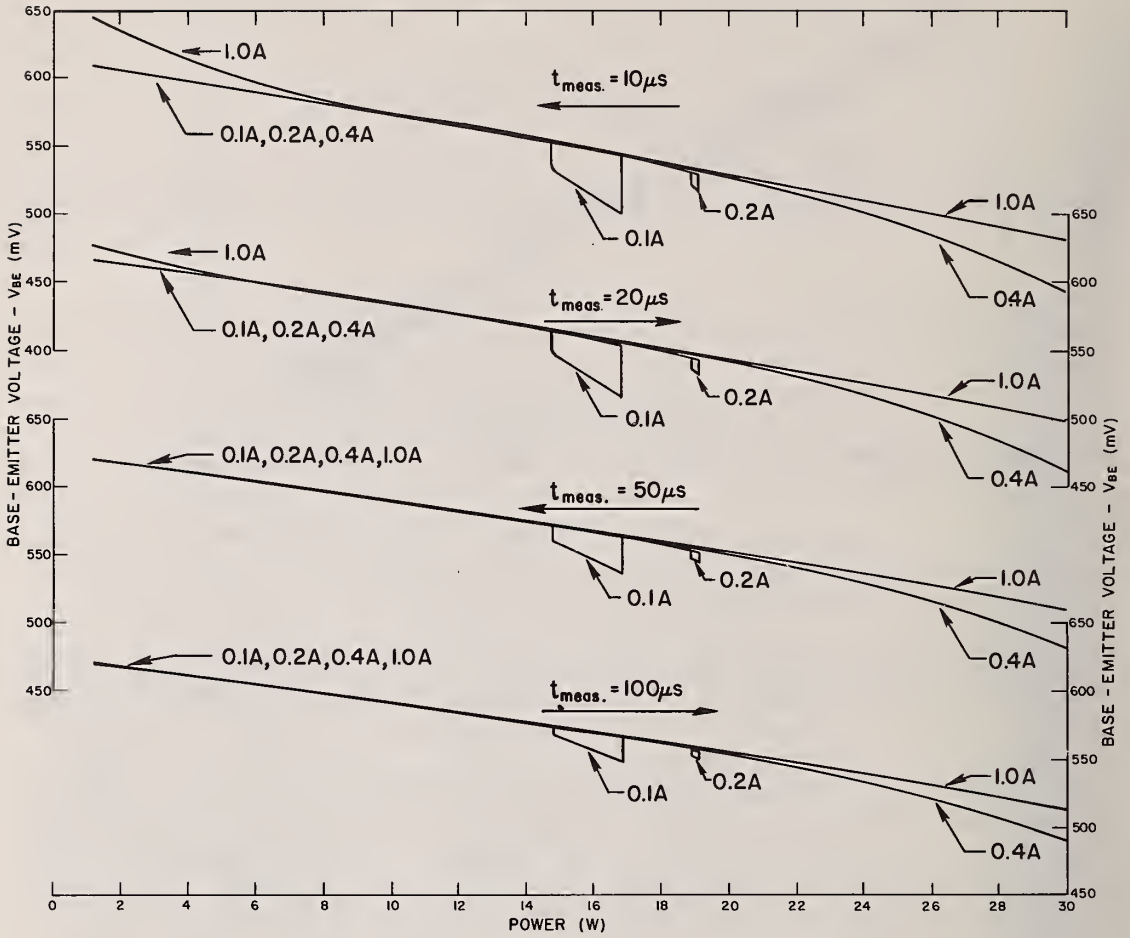 650
600
550
500
450
400
650
600
550
500
450
BASE-EMITTER VOLTAGE - VBE (mV)
1.0A
0.1A, 0.2A, 0.4A
tmeas. = 10μs
0.1A
0.2A
1.0A
0.4A
1.0A
0.1A, 0.2A, 0.4A
tmeas. = 20μs
0.1A
0.2A
1.0A
0.4A
0.1A, 0.2A, 0.4A, 1.0A
tmeas. = 50μs
0.1A
0.2A
1.0A
0.4A
0.1A, 0.2A, 0.4A, 1.0A
tmeas. = 100μs
0.1A
0.2A
1.0A
0.4A
650
600
550
500
450
650
600
550
500
450
BASE-EMITTER VOLTAGE - VBE (mV)
0 2 4 6 8 10 12 14 16 18 20 22 24 26 28 30
POWER (W)